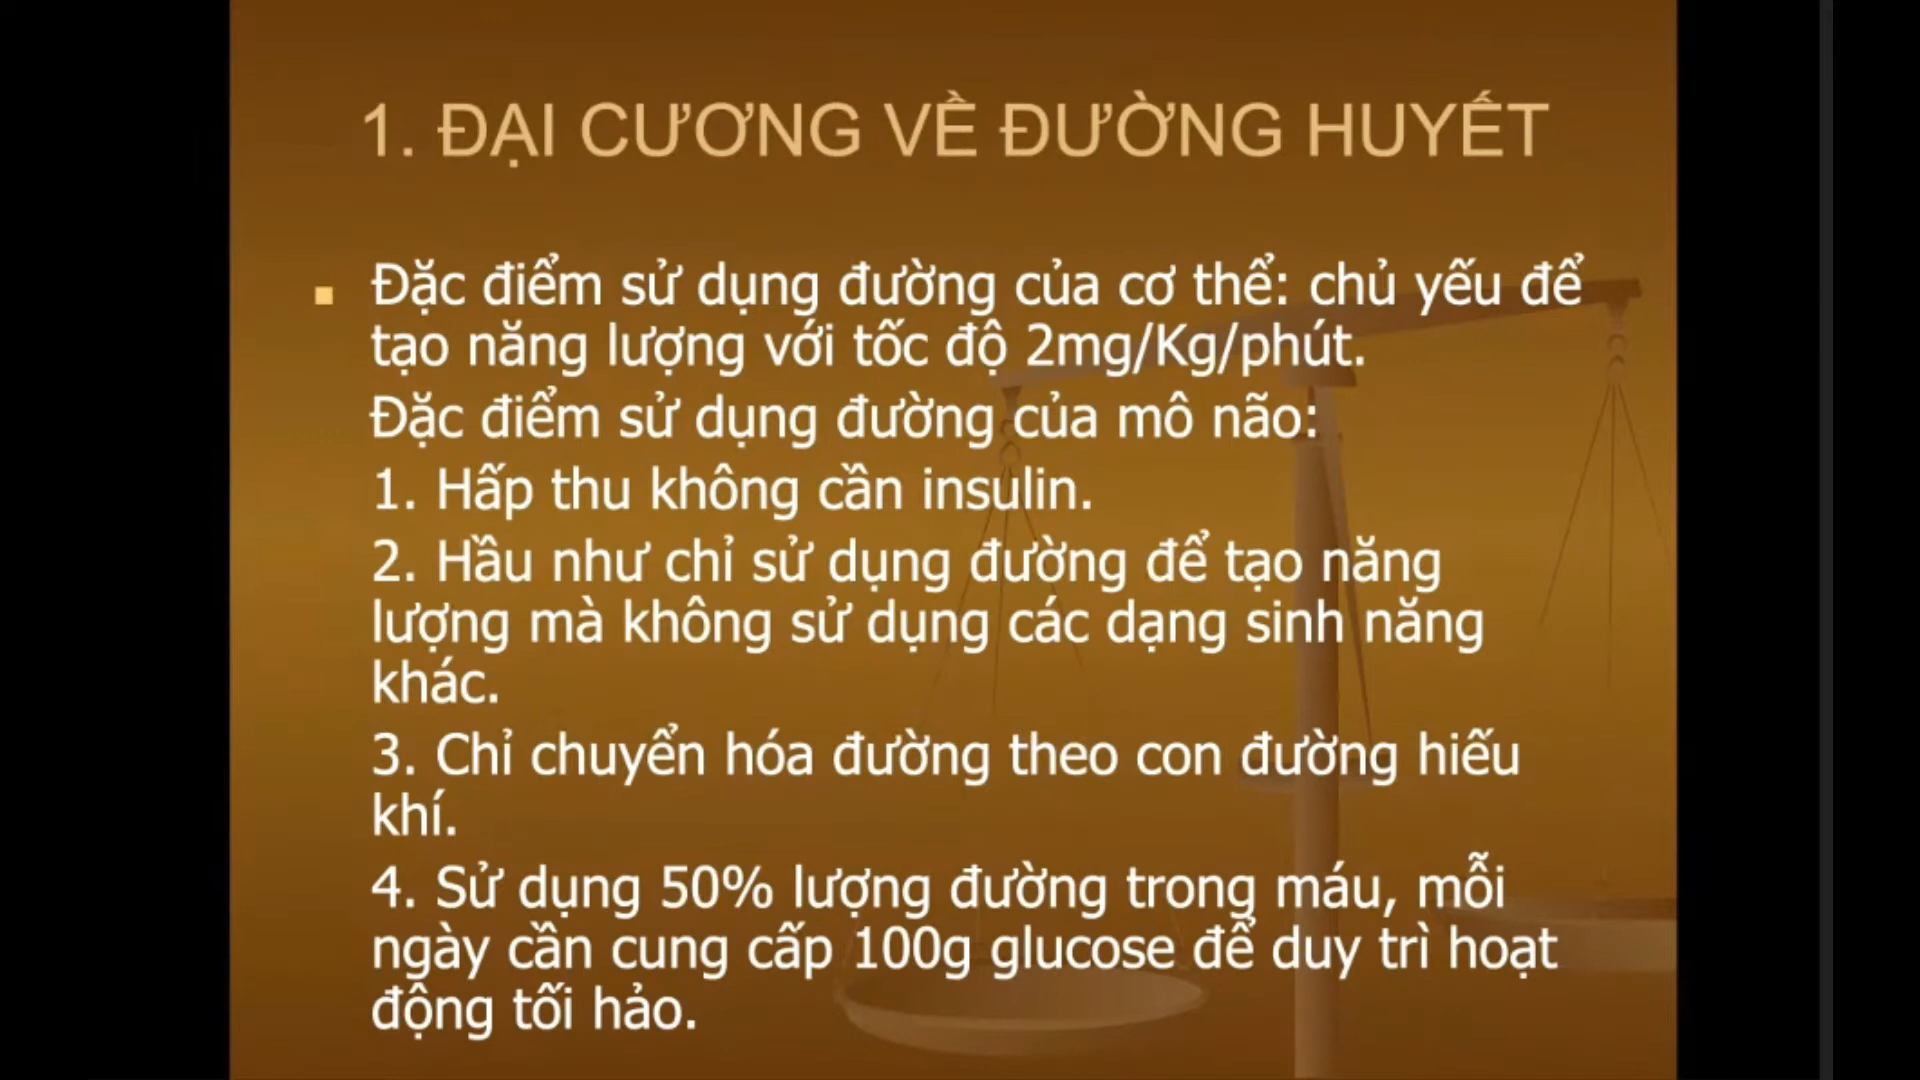 1. ĐẠI CƯƠNG VỀ ĐƯỜNG HUYẾT
Đặc điểm sử dụng đường của cơ thể: chủ yếu để
tạo năng lượng với tốc độ 2mg/Kg/phút.
Đặc điểm sử dụng đường của mô não:
1. Hấp thu không cần insulin.
2. Hầu như chỉ sử dụng đường để tạo năng
lượng mà không sử dụng các dạng sinh năng
khác.
3. Chỉ chuyển hóa đường theo con đường hiếu
khí.
4. Sử dụng 50% lượng đường trong máu, mỗi
ngày cần cung cấp 100g glucose để duy trì hoạt
động tối hảo.